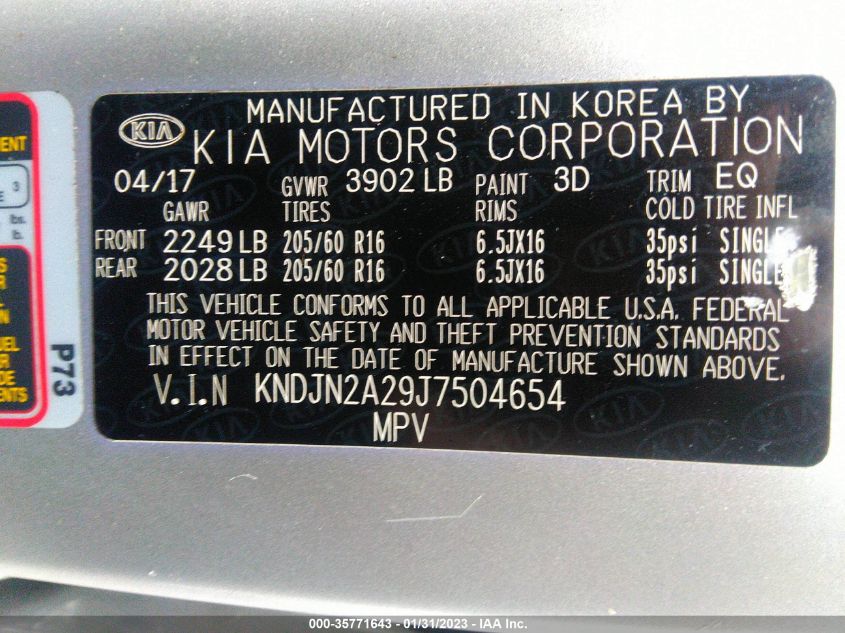 MANUFACTURED IN KOREA BY
KIA KIA MOTORS CORPORATION
04/17 GVWR 3902 LB PAINT 3D TRIM EQ
GAWR TIRES RIMS COLD TIRE INFL
FRONT 2249 LB 205/60 R16 6.5JX16 35psi SINGLE
REAR 2028 LB 205/60 R16 6.5JX16 35psi SINGLE
THIS VEHICLE CONFORMS TO ALL APPLICABLE U.S.A. FEDERAL
MOTOR VEHICLE SAFETY AND THEFT PREVENTION STANDARDS
IN EFFECT ON THE DATE OF MANUFACTURE SHOWN ABOVE.
V.I.N KNDJN2A29J7504654
MPV
3
lbs.
P73
000-35771643 - 01/31/2023 - IAA Inc.